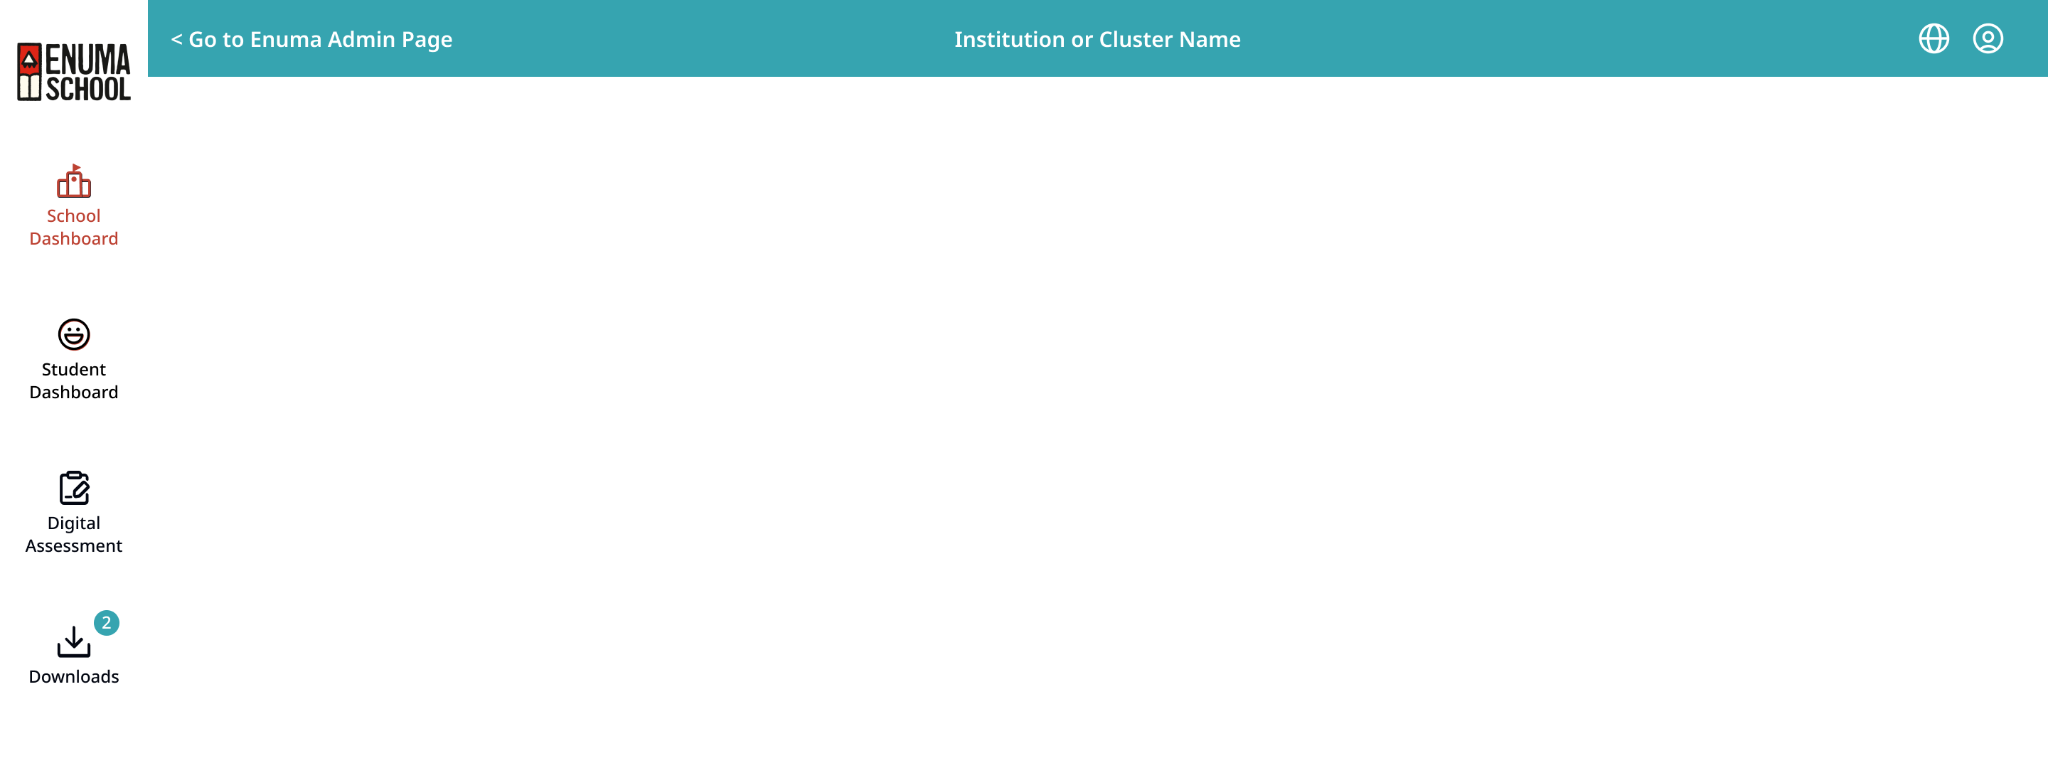 < Go to Enuma Admin Page
Institution or Cluster Name
ENUMA
SCHOOL
School
Dashboard
Student
Dashboard
Digital
Assessment
2
Downloads